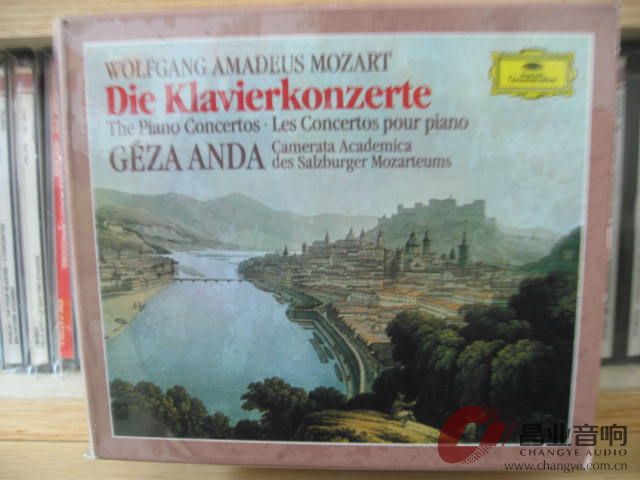 WOLFGANG AMADEUS MOZART
Die Klavierkonzerte
The Piano Concertos · Les Concertos pour piano
GÉZA ANDA
Camerata Academica
des Salzburger Mozarteums
昌业音响
CHANGYE AUDIO
www.changye.com.cn